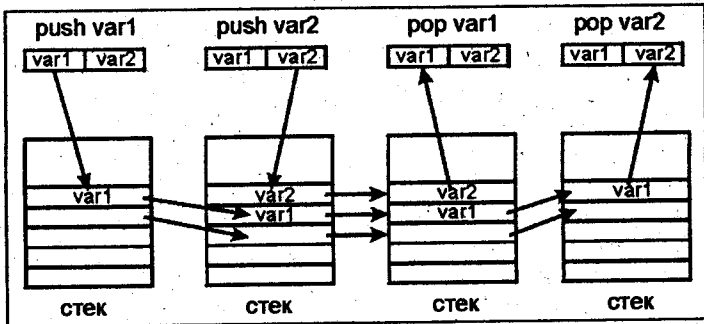 push var1 push var2 pop var1 pop var2
var1 var2 var1 var2 var1 var2 var1 var2
var1 var2 var2 var1
var1 var1
стек стек стек стек